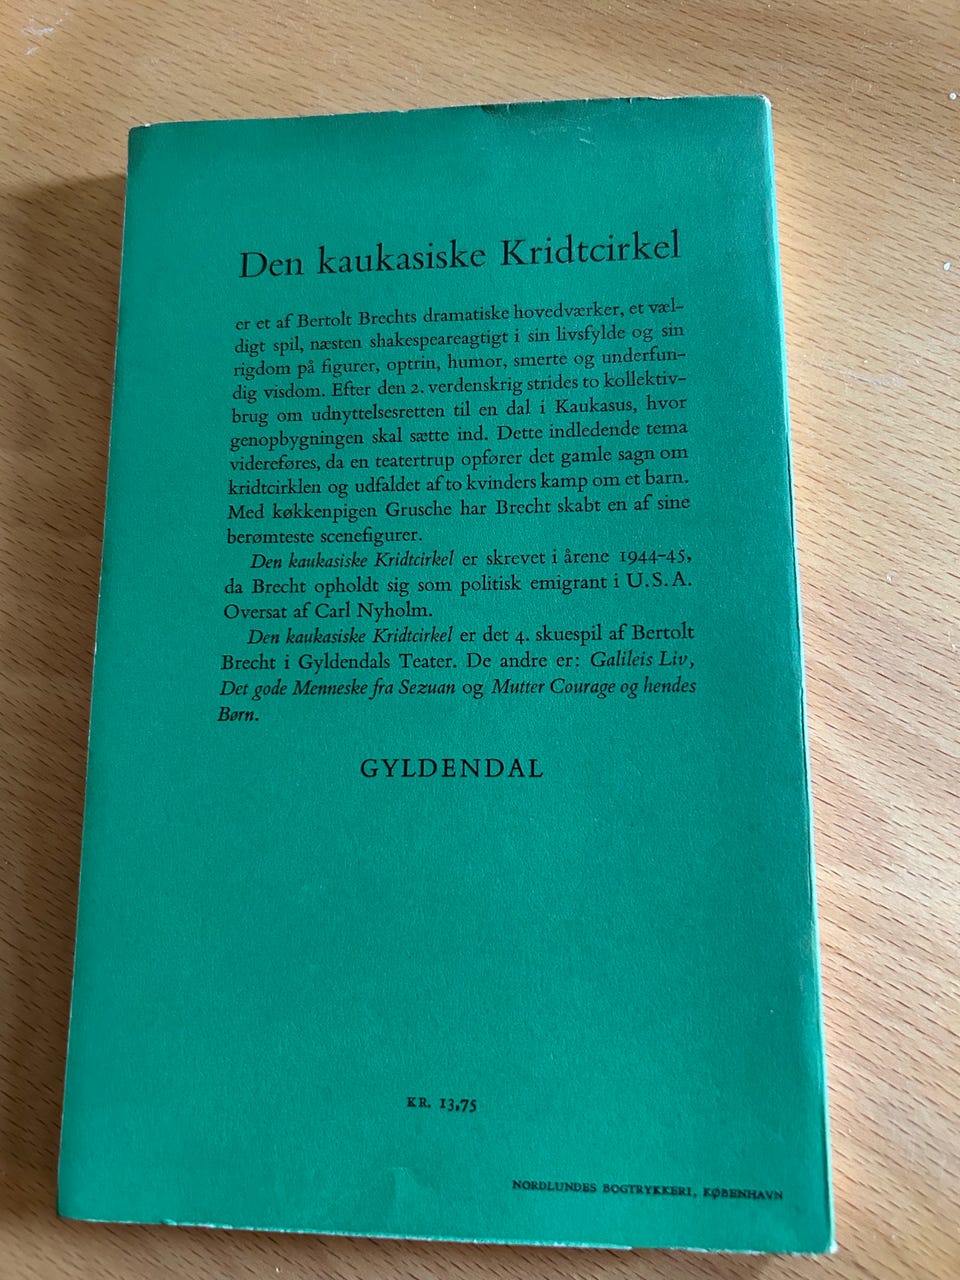 Den kaukasiske Kridtcirkel
er et af Bertolt Brechts dramatiske hovedværker, et væl-
digt spil, næsten shakespeareagtigt i sin livsfylde og sin
rigdom på figurer, optrin, humor, smerte og underfun-
dig visdom. Efter den 2. verdenskrig strides to kollektiv-
brug om udnyttelsesretten til en dal i Kaukasus, hvor
genopbygningen skal sætte ind. Dette indledende tema
videreføres, da en teatertrup opfører det gamle sagn om
kridtcirklen og udfaldet af to kvinders kamp om et barn.
Med køkkenpigen Grusche har Brecht skabt en af sine
berømteste scenefigurer.
Den kaukasiske Kridtcirkel er skrevet i årene 1944-45,
da Brecht opholdt sig som politisk emigrant i U.S.A.
Oversat af Carl Nyholm.
Den kaukasiske Kridtcirkel er det 4. skuespil af Bertolt
Brecht i Gyldendals Teater. De andre er: Galileis Liv,
Det gode Menneske fra Sezuan og Mutter Courage og hendes
Børn.
GYLDENDAL
KR. 13,75
NORDLUNDES BOGTRYKKERI, KØBENHAVN